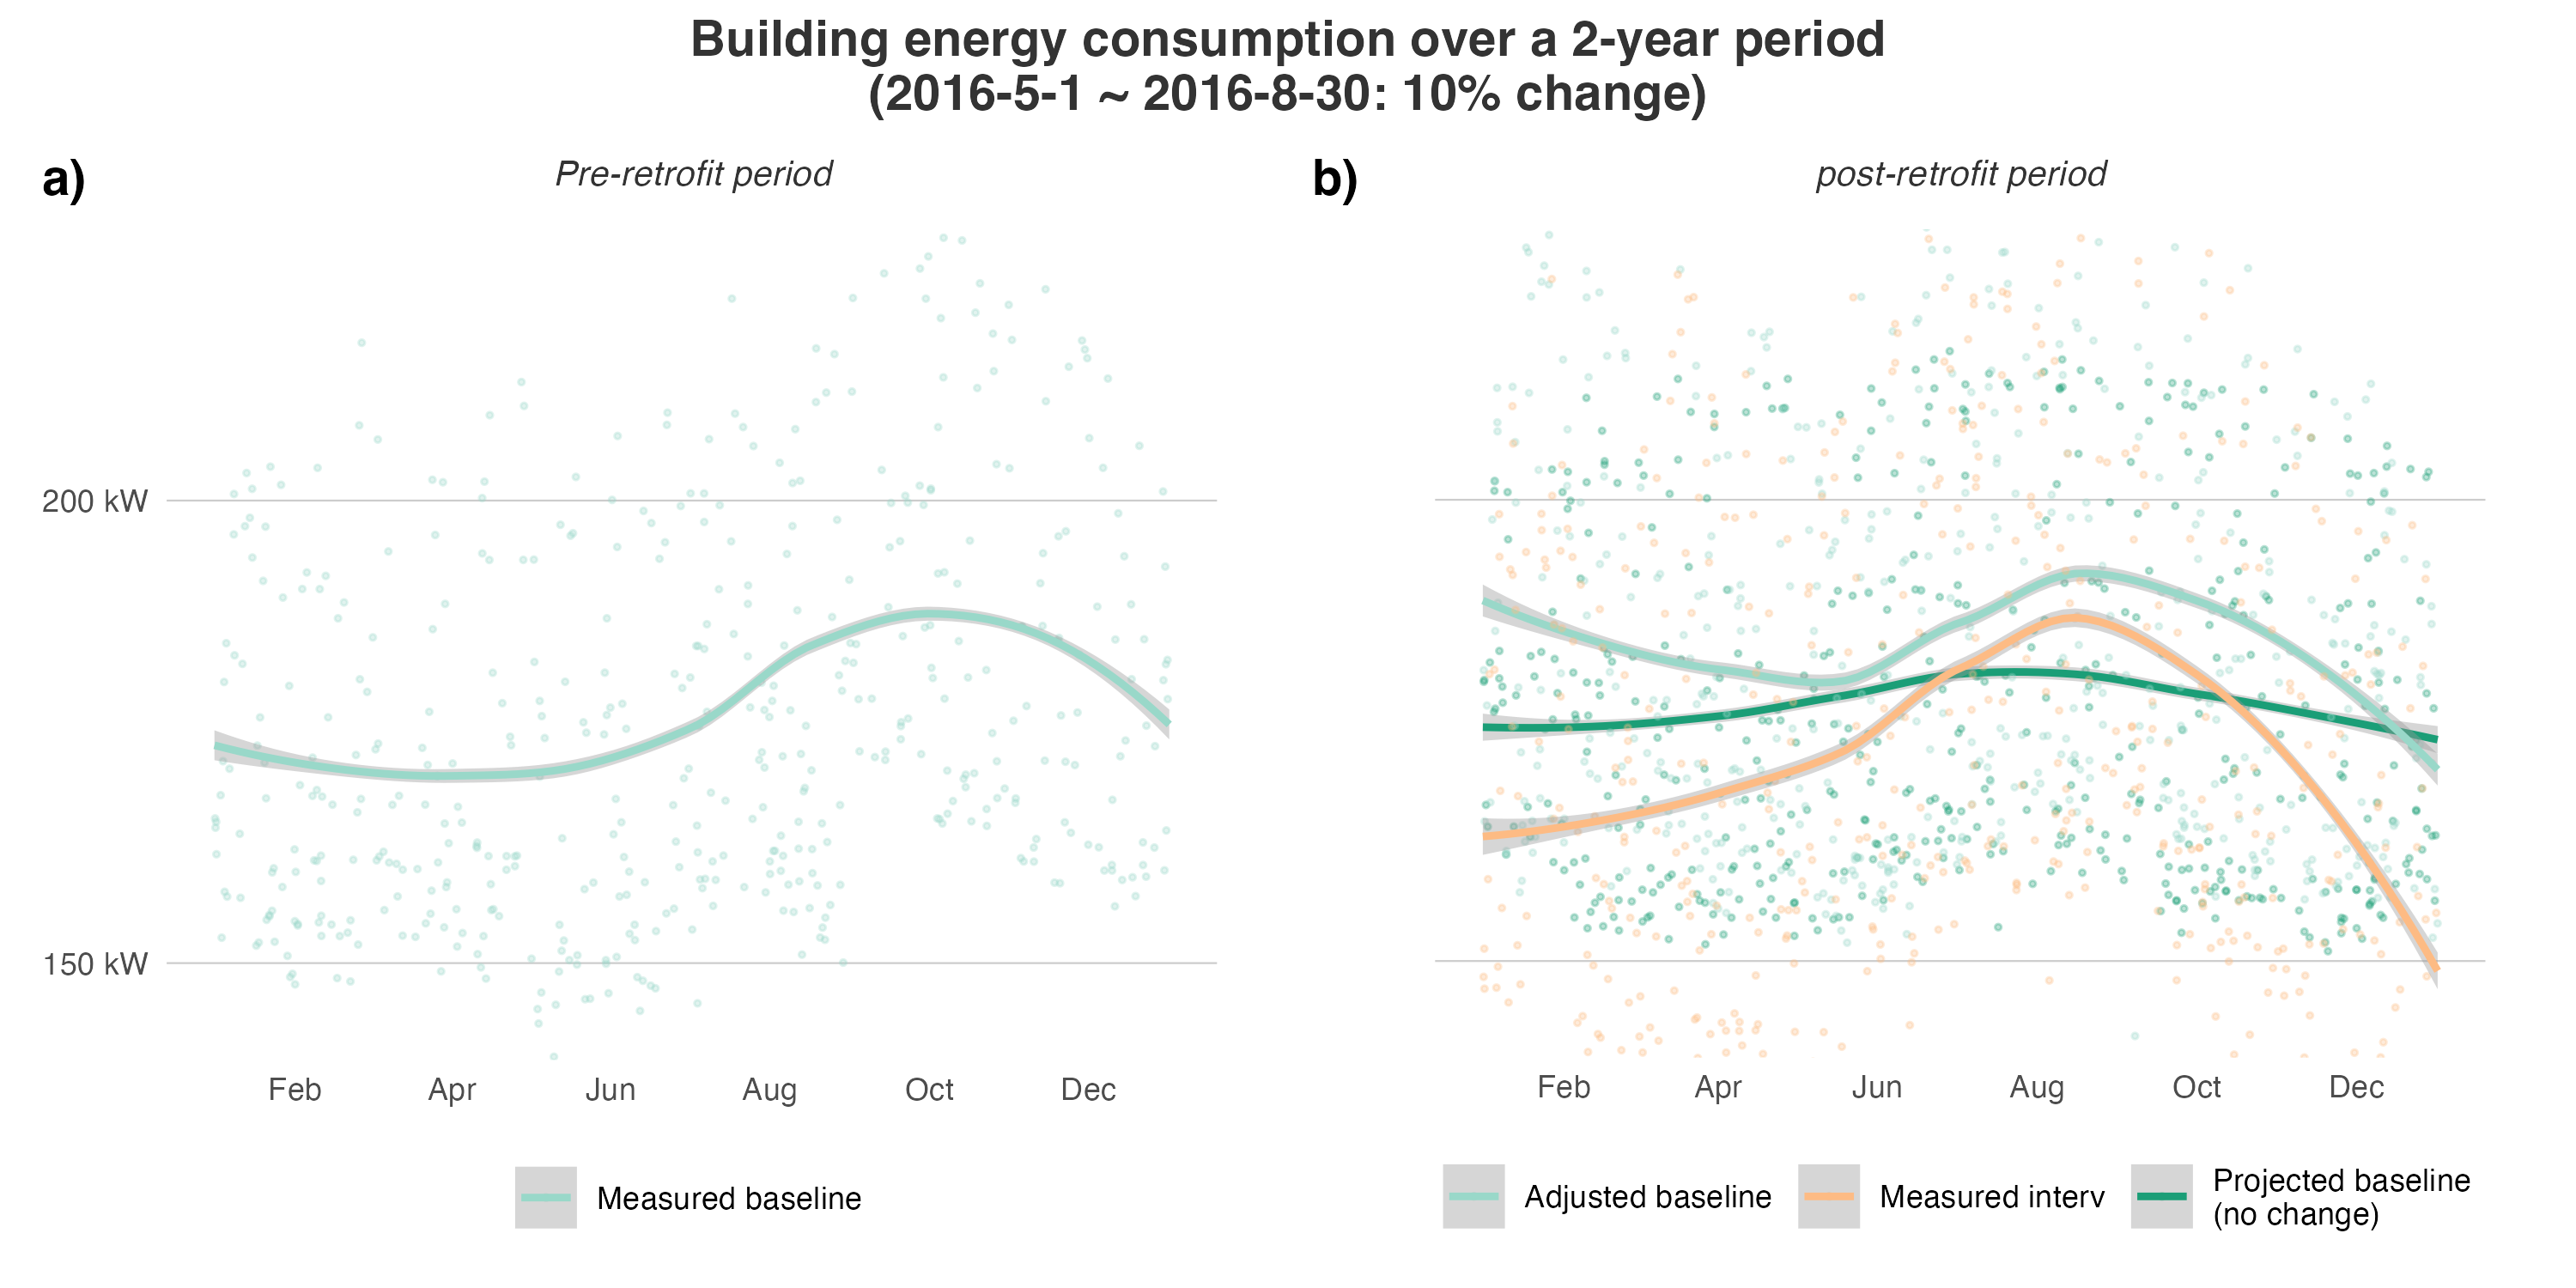 Building energy consumption over a 2-year period
(2016-5-1 ~ 2016-8-30: 10% change)
a)
Pre-retrofit period
200 kW
150 kW
Feb Apr Jun Aug Oct Dec
Measured baseline
b)
post-retrofit period
Feb Apr Jun Aug Oct Dec
Adjusted baseline
Measured interv
Projected baseline
(no change)